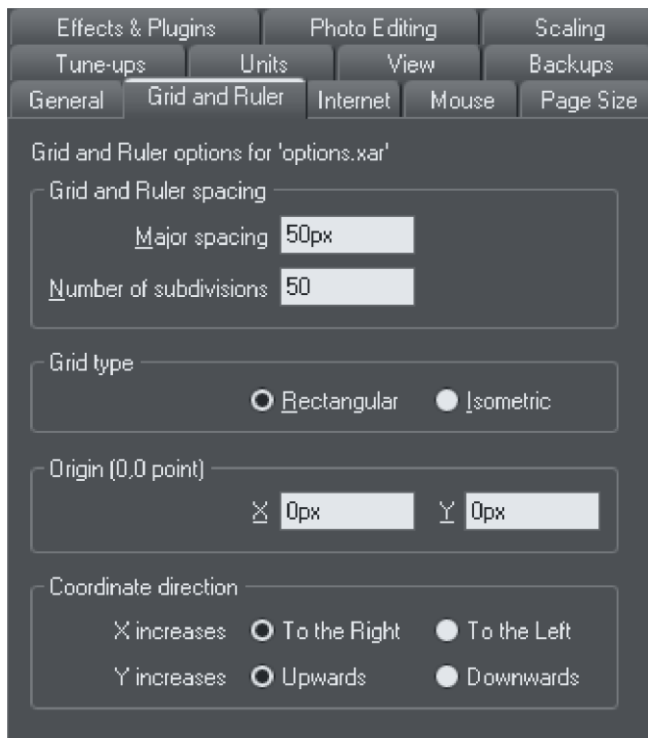 Effects & Plugins Photo Editing Scaling
Tune-ups Units View Backups
General Grid and Ruler Internet Mouse Page Size
Grid and Ruler options for 'options.xar'
Grid and Ruler spacing
Major spacing 50px
Number of subdivisions 50
Grid type
Rectangular Isometric
Origin (0,0 point)
X 0px Y 0px
Coordinate direction
X increases To the Right To the Left
Y increases Upwards Downwards